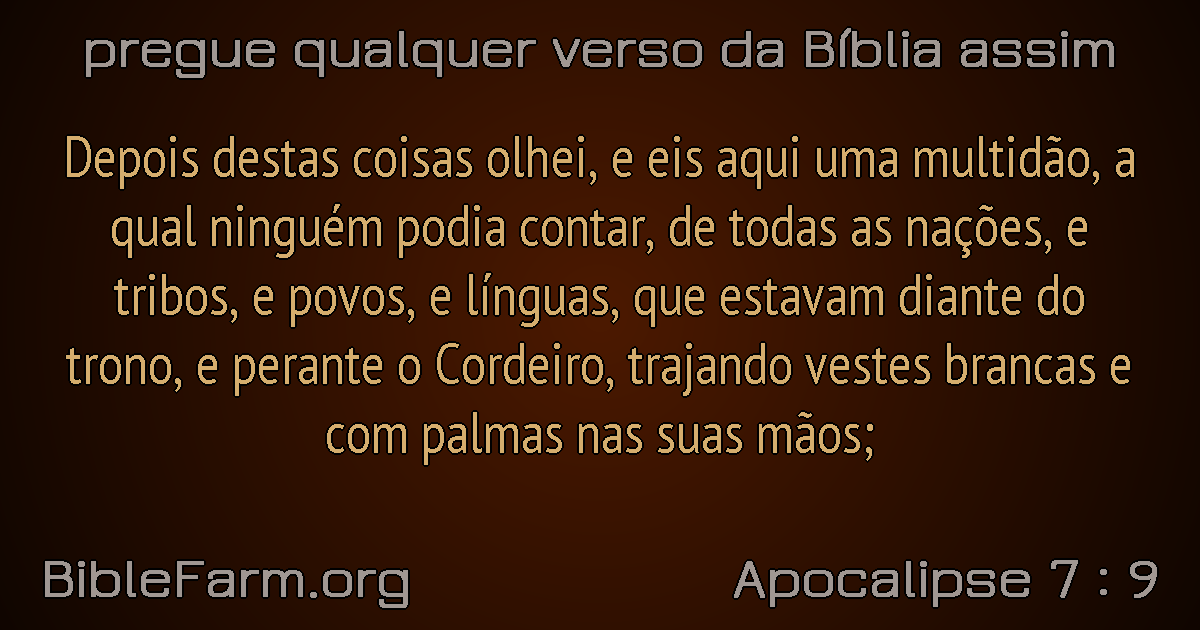 pregue qualquer verso da Bíblia assim
Depois destas coisas olhei, e eis aqui uma multidão, a
qual ninguém podia contar, de todas as nações, e
tribos, e povos, e línguas, que estavam diante do
trono, e perante o Cordeiro, trajando vestes brancas e
com palmas nas suas mãos;
BibleFarm.org
Apocalipse 7 : 9